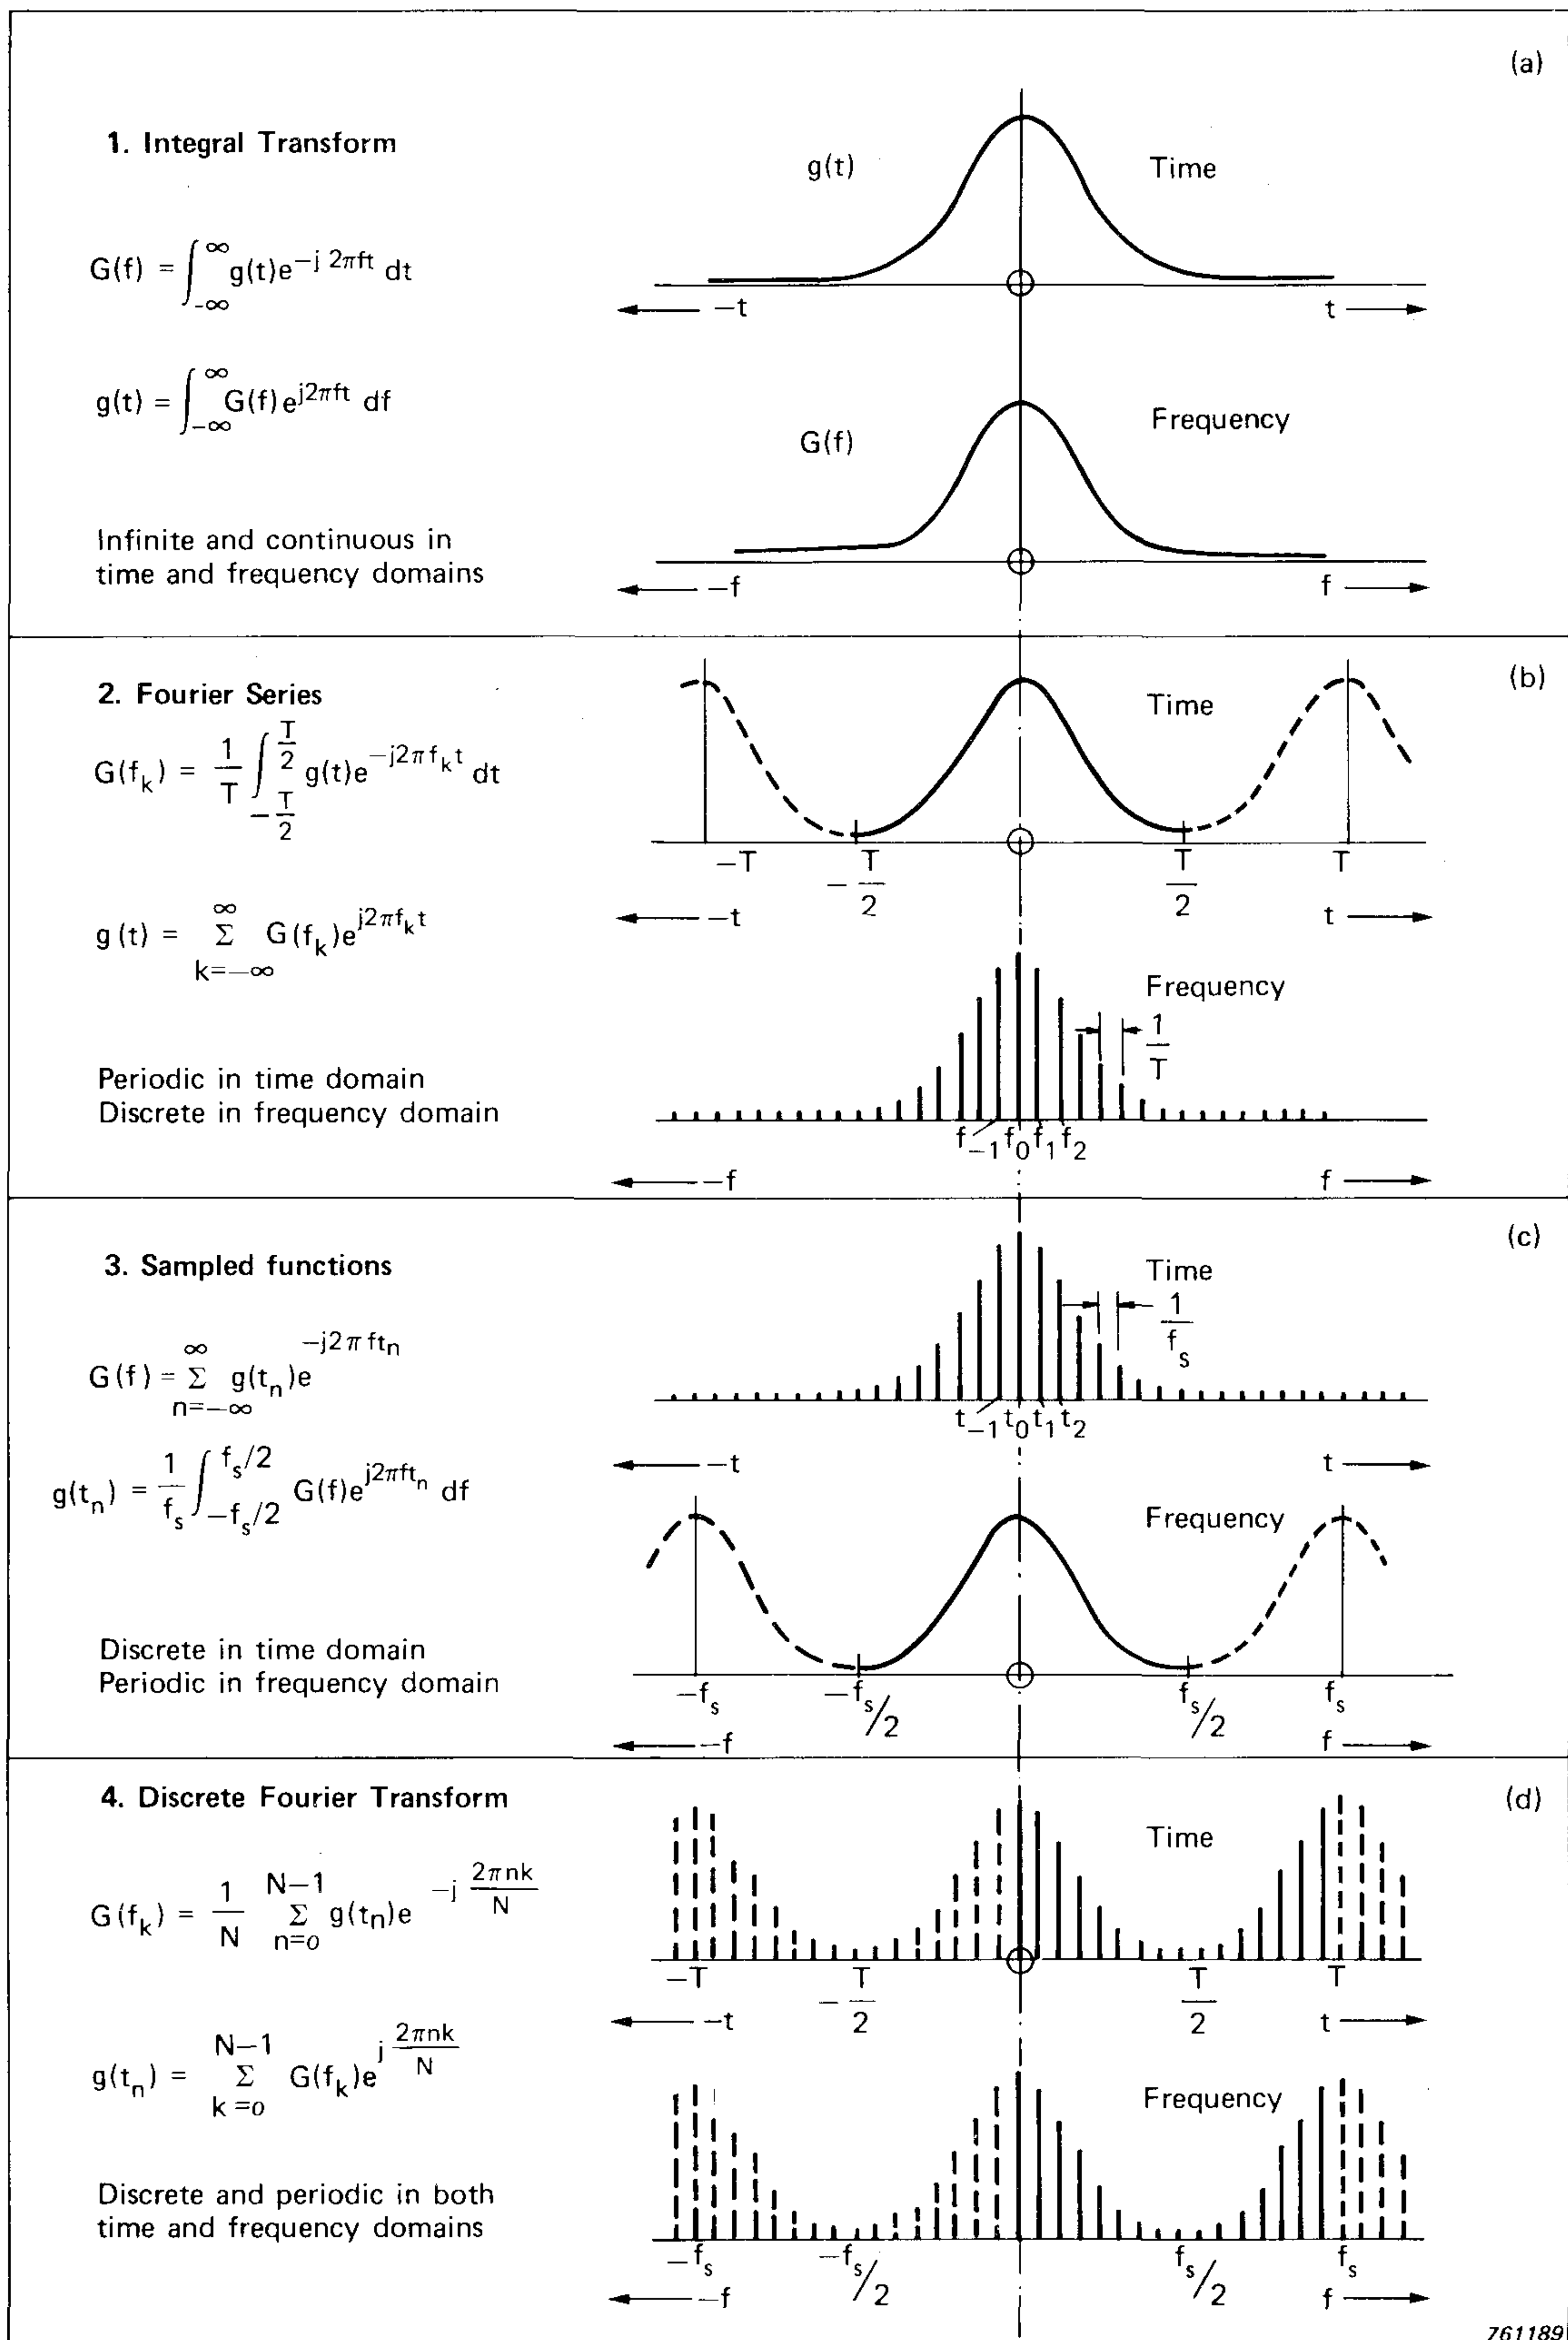 (a)
1. Integral Transform
g(t)
Time
G(f) = ∫_{-∞}^{∞} g(t)e^{-j 2πft} dt
-t
t
g(t) = ∫_{-∞}^{∞} G(f)e^{j2πft} df
G(f)
Frequency
Infinite and continuous in
time and frequency domains
-f
f
(b)
2. Fourier Series
Time
G(f_k) = 1/T ∫_{-T/2}^{T/2} g(t)e^{-j2πf_k t} dt
-T
-T/2
T/2
T
-t
t
g(t) = Σ_{k=-∞}^{∞} G(f_k)e^{j2πf_k t}
Frequency
1/T
Periodic in time domain
Discrete in frequency domain
f_{-1} f_0 f_1 f_2
-f
f
(c)
3. Sampled functions
Time
1/f_s
G(f) = Σ_{n=-∞}^{∞} g(t_n)e^{-j2πft_n}
t_{-1} t_0 t_1 t_2
-t
t
g(t_n) = 1/f_s ∫_{-f_s/2}^{f_s/2} G(f)e^{j2πft_n} df
Frequency
Discrete in time domain
Periodic in frequency domain
-f_s
-f_s/2
f_s/2
f_s
-f
f
(d)
4. Discrete Fourier Transform
Time
G(f_k) = 1/N Σ_{n=o}^{N-1} g(t_n)e^{-j 2πnk/N}
-T
-T/2
T/2
T
-t
t
g(t_n) = Σ_{k=o}^{N-1} G(f_k)e^{j 2πnk/N}
Frequency
Discrete and periodic in both
time and frequency domains
-f_s
-f_s/2
f_s/2
f_s
-f
f
761189